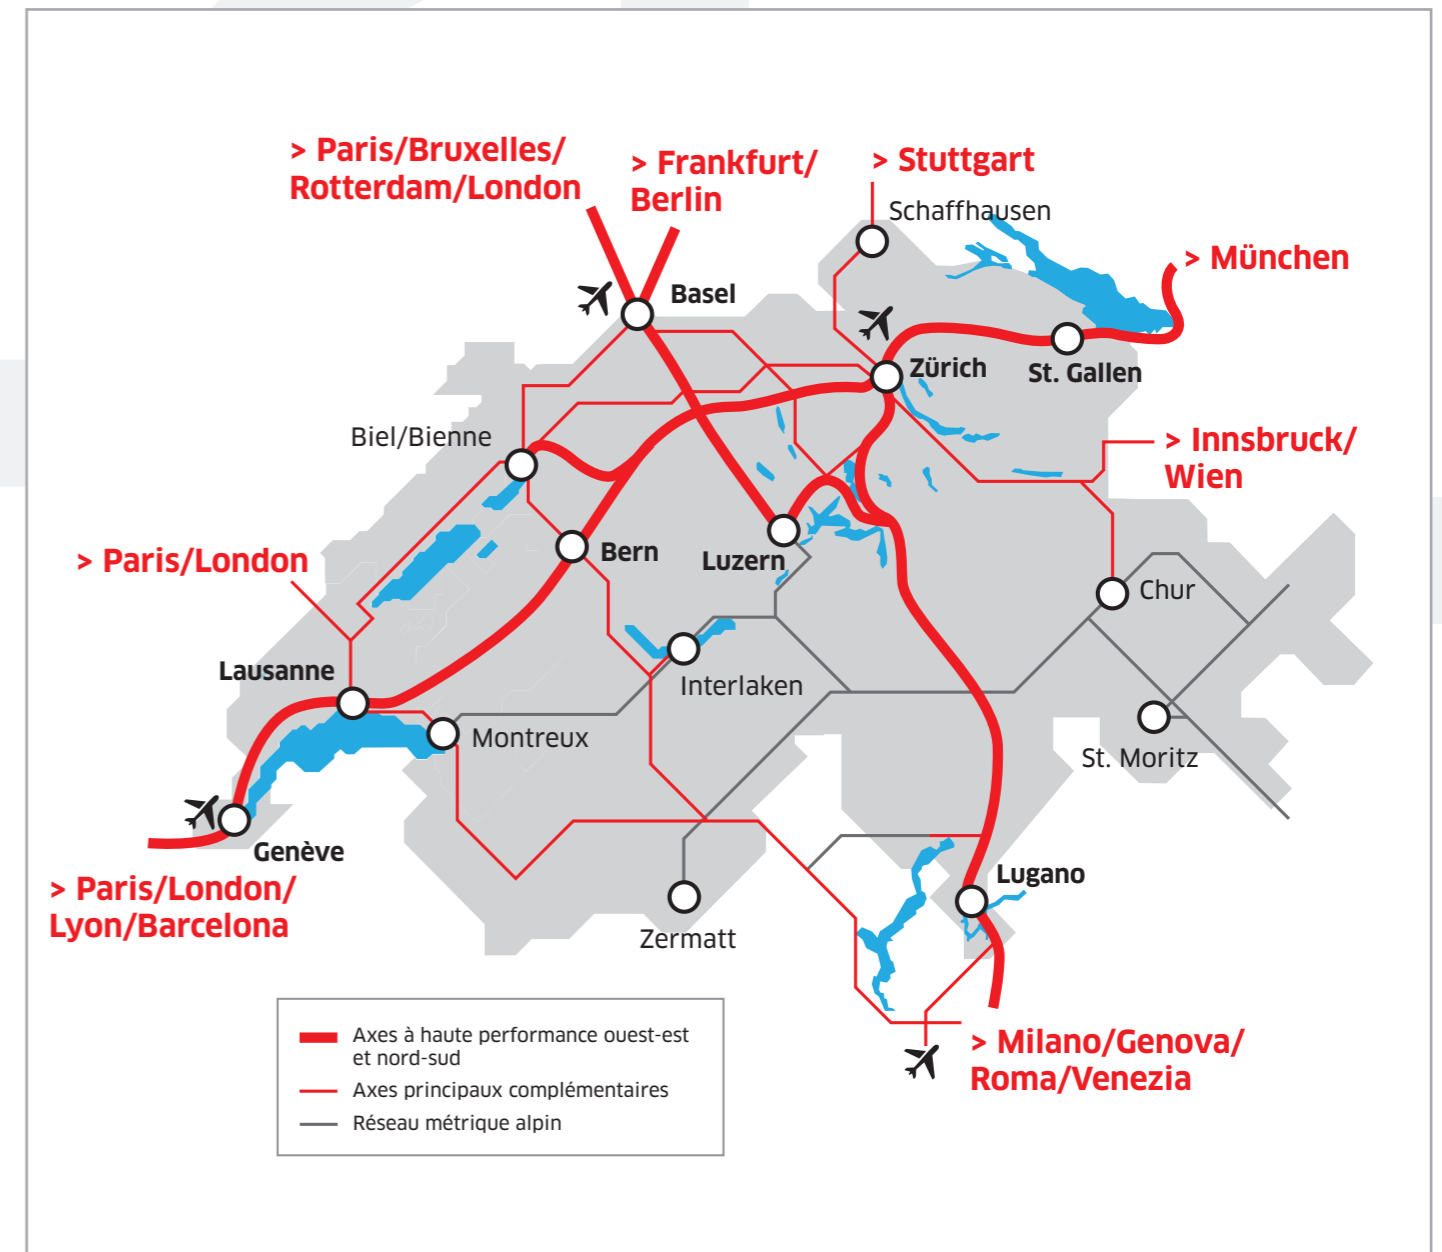 > Paris/Bruxelles/
Rotterdam/London
> Frankfurt/
Berlin
> Stuttgart
Schaffhausen
> München
Basel
Zürich
St. Gallen
Biel/Bienne
> Innsbruck/
Wien
> Paris/London
Bern
Luzern
Chur
Lausanne
Interlaken
Montreux
St. Moritz
Genève
Lugano
> Paris/London/
Lyon/Barcelona
Zermatt
Axes à haute performance ouest-est
et nord-sud
Axes principaux complémentaires
Réseau métrique alpin
> Milano/Genova/
Roma/Venezia